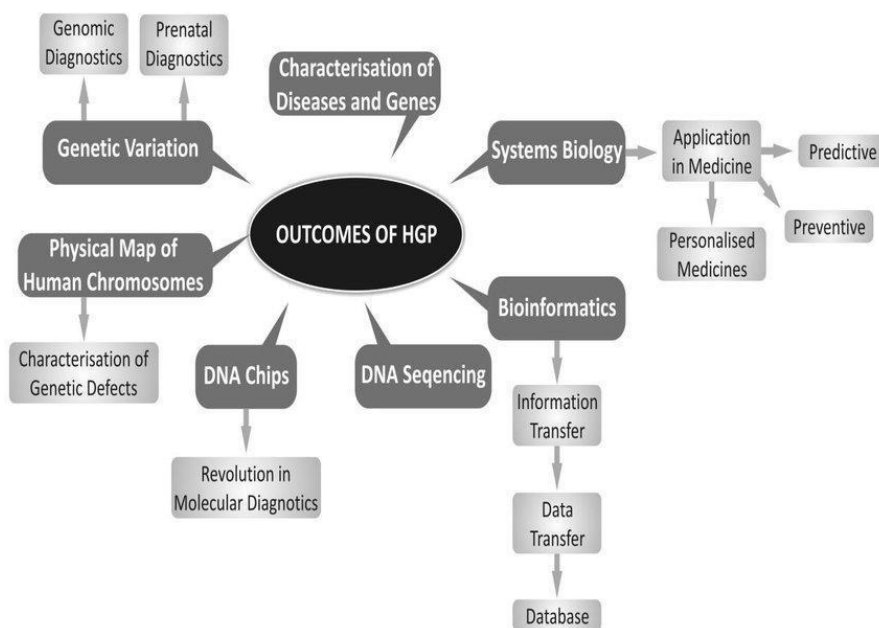 Genomic
Diagnostics
Prenatal
Diagnostics
Characterisation of
Diseases and Genes
Genetic Variation
Systems Biology
Application
in Medicine
Predictive
Preventive
Personalised
Medicines
OUTCOMES OF HGP
Physical Map of
Human Chromosomes
Bioinformatics
Characterisation of
Genetic Defects
DNA Chips
DNA Seqencing
Information
Transfer
Revolution in
Molecular Diagnotics
Data
Transfer
Database